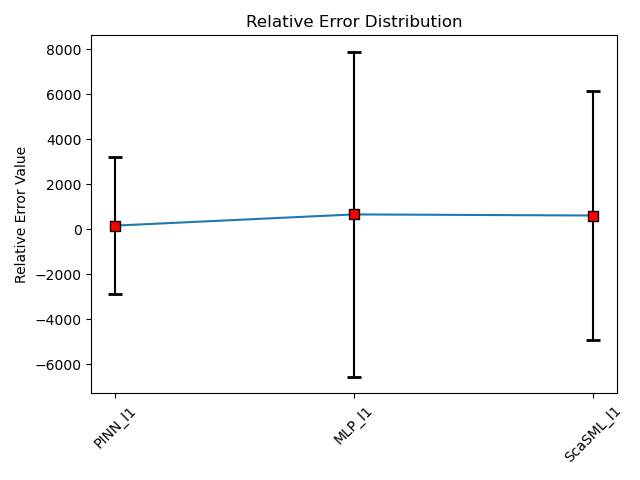 Relative Error Distribution
Relative Error Value
8000
6000
4000
2000
0
−2000
−4000
−6000
PINN_l1
MLP_l1
ScaSML_l1